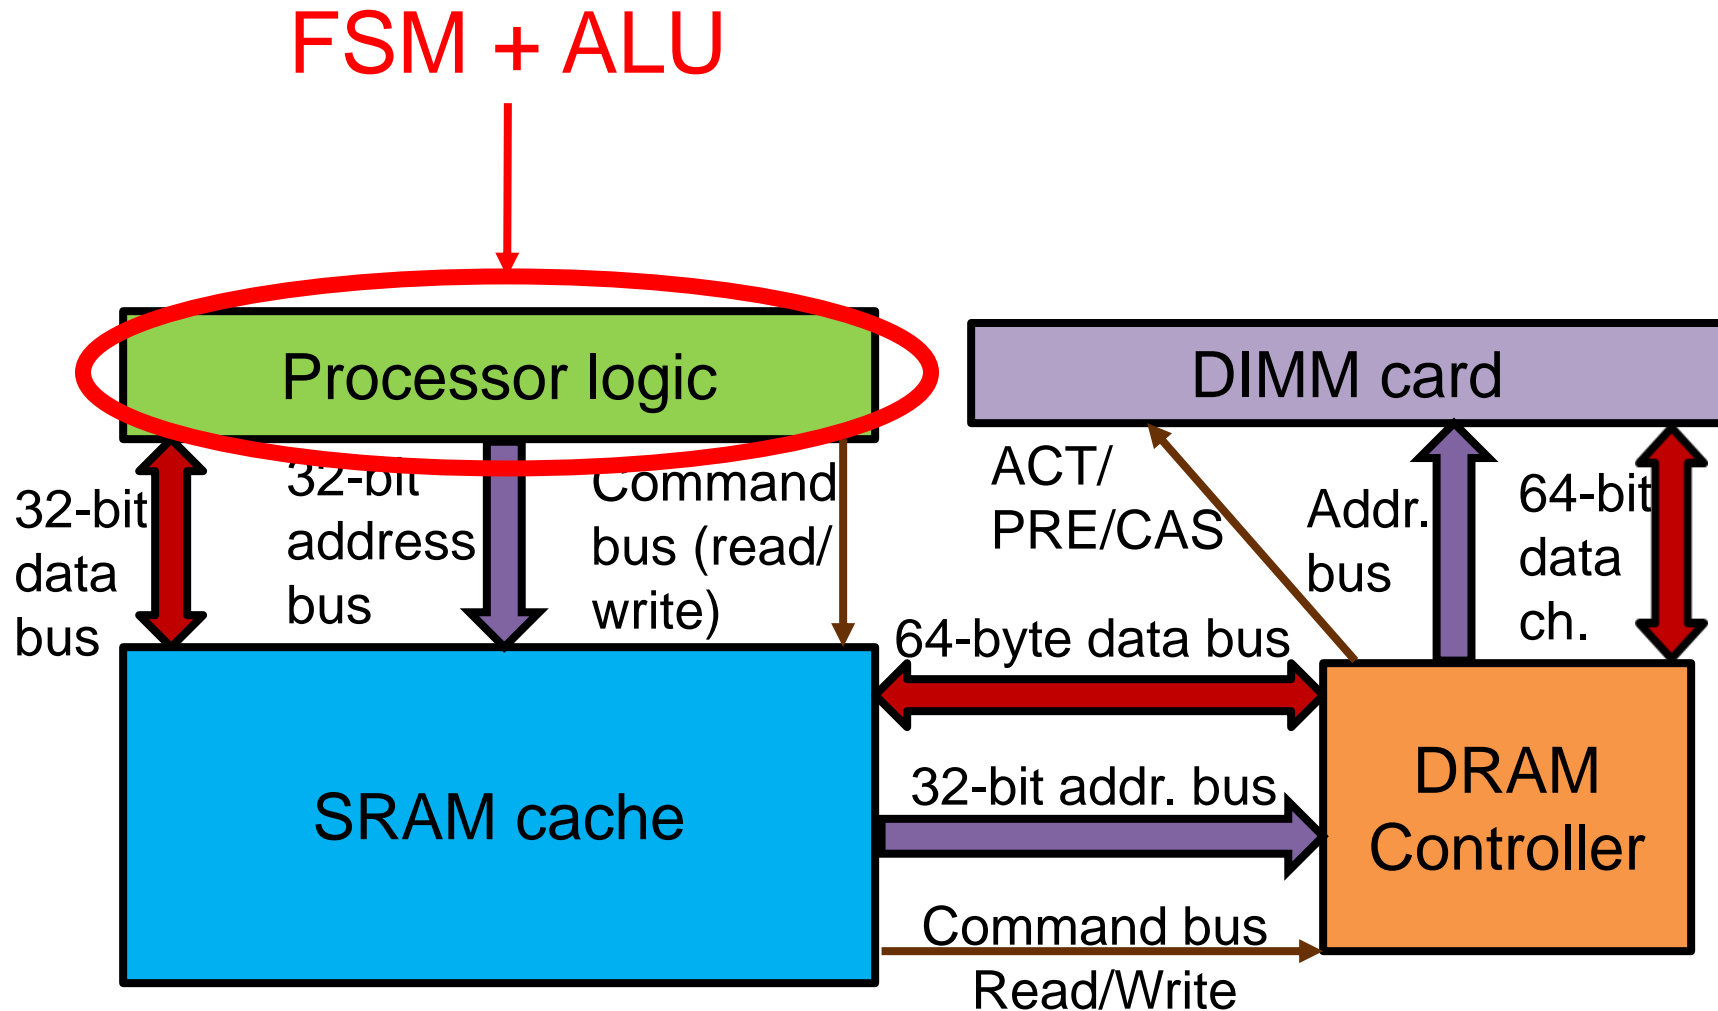 FSM + ALU
Processor logic
DIMM card
32-bit
data
bus
32-bit
address
bus
Command
bus (read/
write)
ACT/
PRE/CAS
Addr.
bus
64-bit
data
ch.
64-byte data bus
SRAM cache
32-bit addr. bus
DRAM
Controller
Command bus
Read/Write